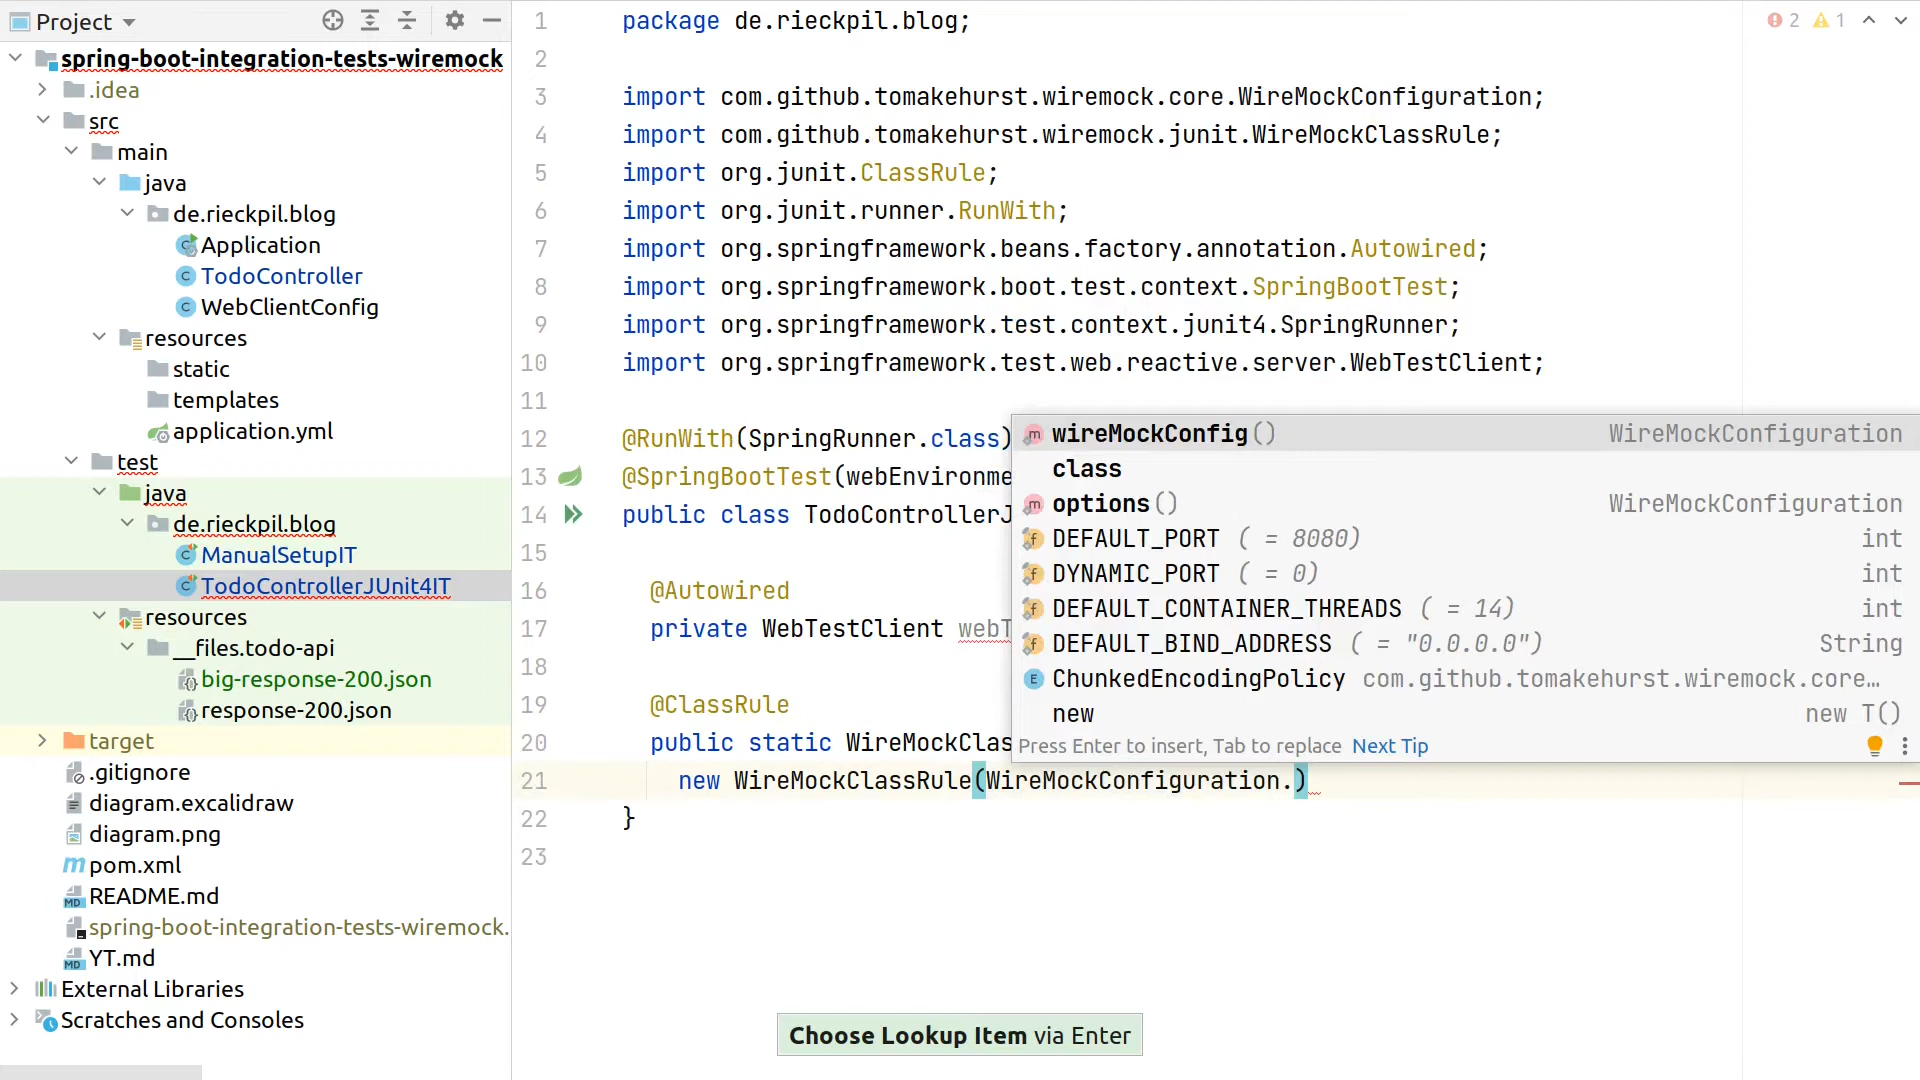 Project
spring-boot-integration-tests-wiremock
.idea
src
main
java
de.rieckpil.blog
Application
TodoController
WebClientConfig
resources
static
templates
application.yml
test
java
de.rieckpil.blog
ManualSetupIT
TodoControllerJUnit4IT
resources
__files.todo-api
big-response-200.json
response-200.json
target
.gitignore
diagram.excalidraw
diagram.png
pom.xml
README.md
spring-boot-integration-tests-wiremock.
YT.md
External Libraries
Scratches and Consoles
2 1
1 package de.rieckpil.blog;
2
3 import com.github.tomakehurst.wiremock.core.WireMockConfiguration;
4 import com.github.tomakehurst.wiremock.junit.WireMockClassRule;
5 import org.junit.ClassRule;
6 import org.junit.runner.RunWith;
7 import org.springframework.beans.factory.annotation.Autowired;
8 import org.springframework.boot.test.context.SpringBootTest;
9 import org.springframework.test.context.junit4.SpringRunner;
10 import org.springframework.test.web.reactive.server.WebTestClient;
11
12 @RunWith(SpringRunner.class)
13 @SpringBootTest(webEnvironme
14 public class TodoControllerJ
15
16 @Autowired
17 private WebTestClient webT
18
19 @ClassRule
20 public static WireMockClas
21 new WireMockClassRule(WireMockConfiguration.)
22 }
23
wireMockConfig() WireMockConfiguration
class
options() WireMockConfiguration
DEFAULT_PORT ( = 8080) int
DYNAMIC_PORT ( = 0) int
DEFAULT_CONTAINER_THREADS ( = 14) int
DEFAULT_BIND_ADDRESS ( = "0.0.0.0") String
ChunkedEncodingPolicy com.github.tomakehurst.wiremock.core…
new new T()
Press Enter to insert, Tab to replace Next Tip
Choose Lookup Item via Enter